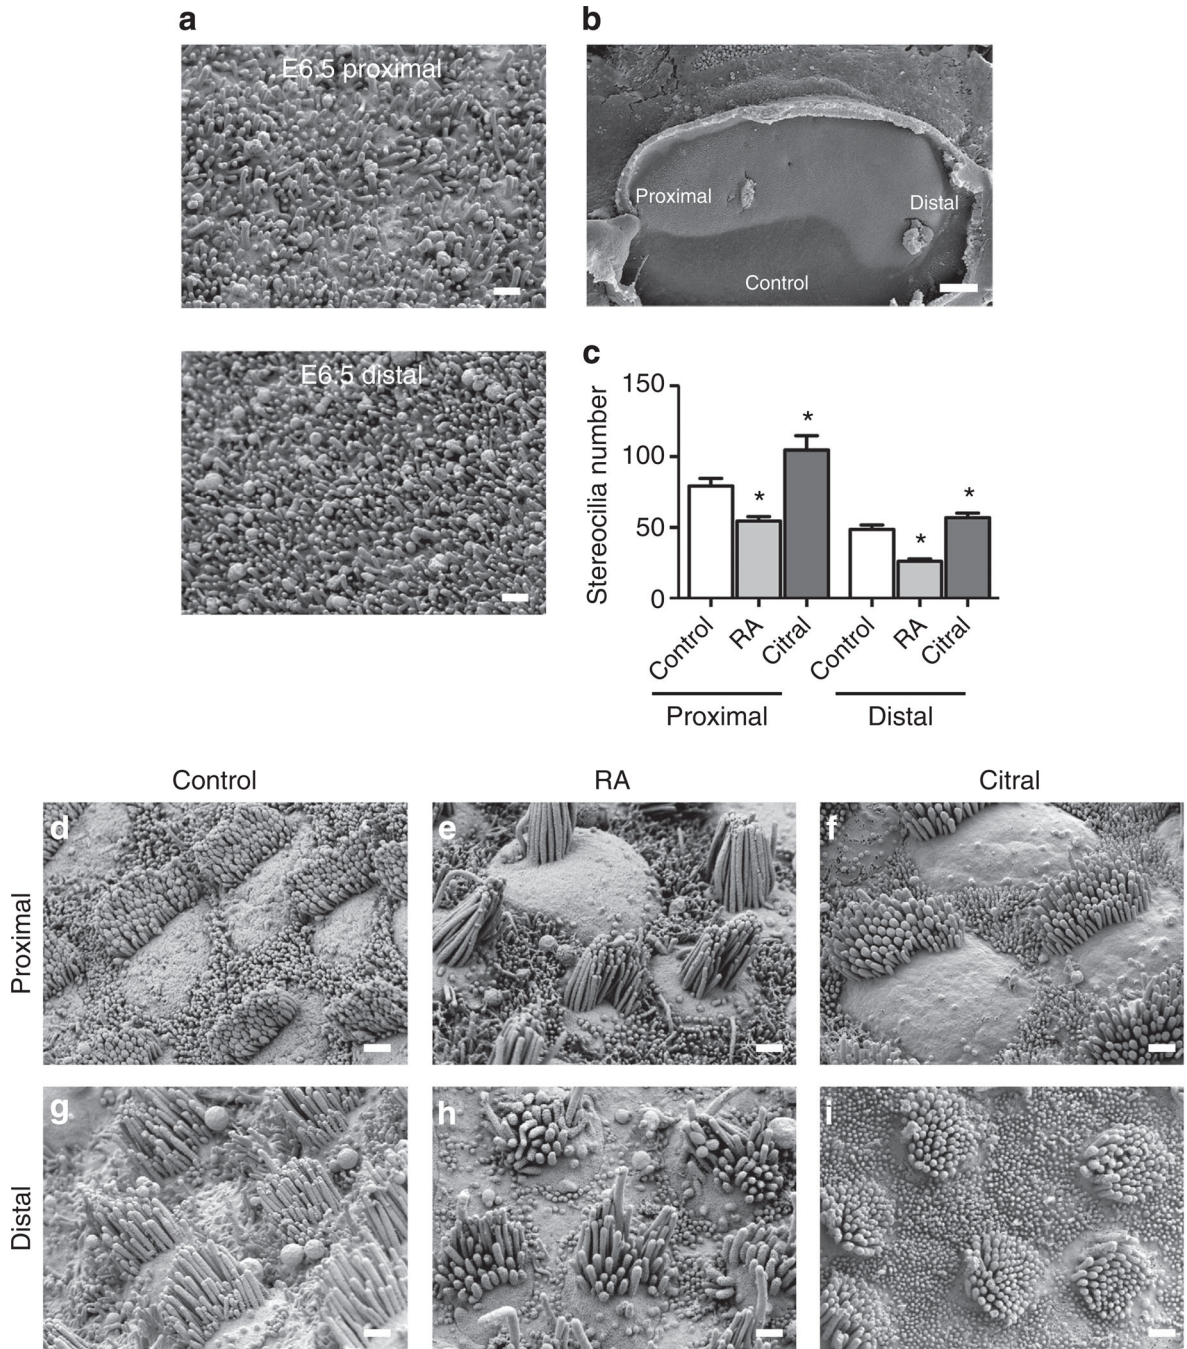 a
E6.5 proximal
E6.5 distal
b
Proximal
Distal
Control
c
Stereocilia number
150
100
50
0
*
*
*
*
*
Control
RA
Citral
Control
RA
Citral
Proximal
Distal
Control
RA
Citral
Proximal
d
e
f
Distal
g
h
i